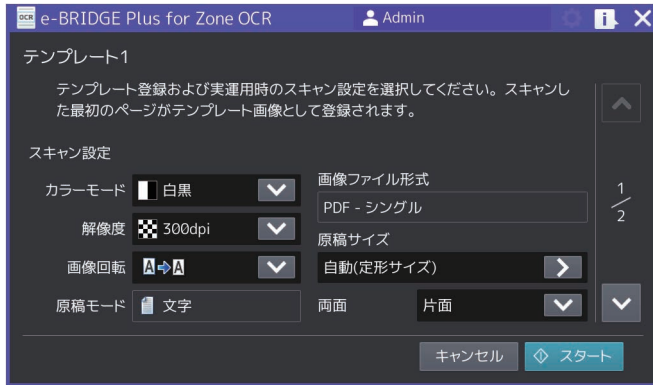 OCR e-BRIDGE Plus for Zone OCR Admin
テンプレート1
テンプレート登録および実運用時のスキャン設定を選択してください。スキャンし
た最初のページがテンプレート画像として登録されます。
スキャン設定
カラーモード 白黒
解像度 300dpi
画像回転 A A
原稿モード 文字
画像ファイル形式
PDF - シングル
原稿サイズ
自動(定形サイズ)
両面 片面
1/2
キャンセル スタート